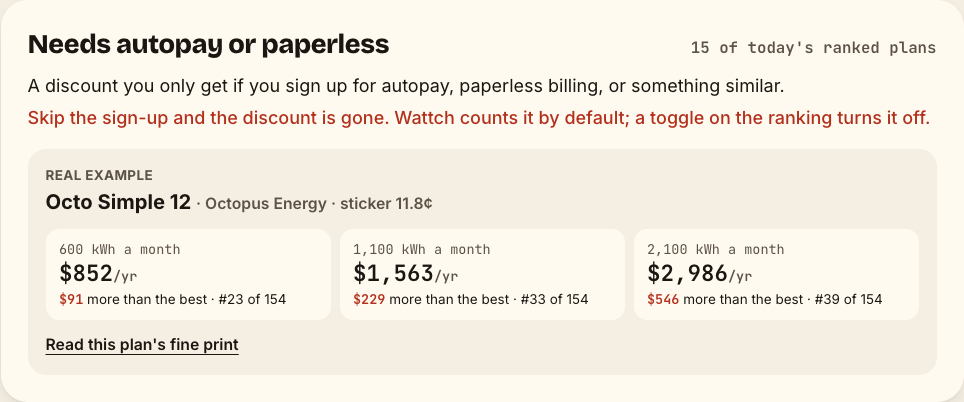 Needs autopay or paperless
15 of today's ranked plans
A discount you only get if you sign up for autopay, paperless billing, or something similar.
Skip the sign-up and the discount is gone. Wattch counts it by default; a toggle on the ranking turns it off.
REAL EXAMPLE
Octo Simple 12 · Octopus Energy · sticker 11.8¢
600 kWh a month
$852/yr
$91 more than the best · #23 of 154
1,100 kWh a month
$1,563/yr
$229 more than the best · #33 of 154
2,100 kWh a month
$2,986/yr
$546 more than the best · #39 of 154
Read this plan's fine print